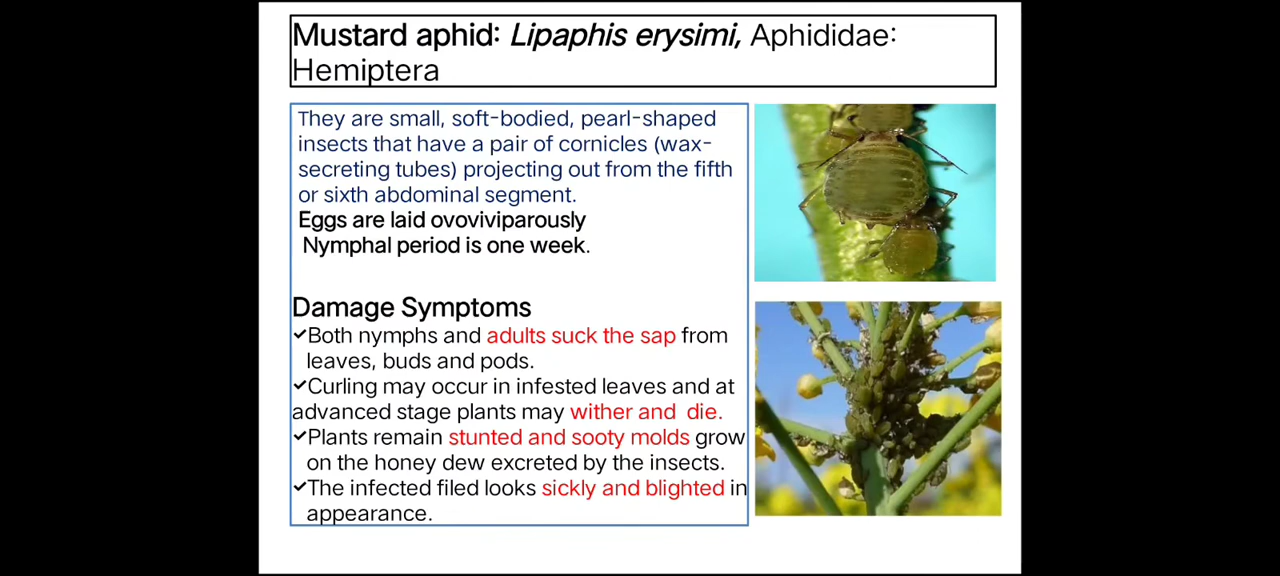 Mustard aphid: Lipaphis erysimi, Aphididae:
Hemiptera
They are small, soft-bodied, pearl-shaped
insects that have a pair of cornicles (wax-
secreting tubes) projecting out from the fifth
or sixth abdominal segment.
Eggs are laid ovoviviparously
Nymphal period is one week.
Damage Symptoms
✓Both nymphs and adults suck the sap from
leaves, buds and pods.
✓Curling may occur in infested leaves and at
advanced stage plants may wither and die.
✓Plants remain stunted and sooty molds grow
on the honey dew excreted by the insects.
✓The infected filed looks sickly and blighted in
appearance.